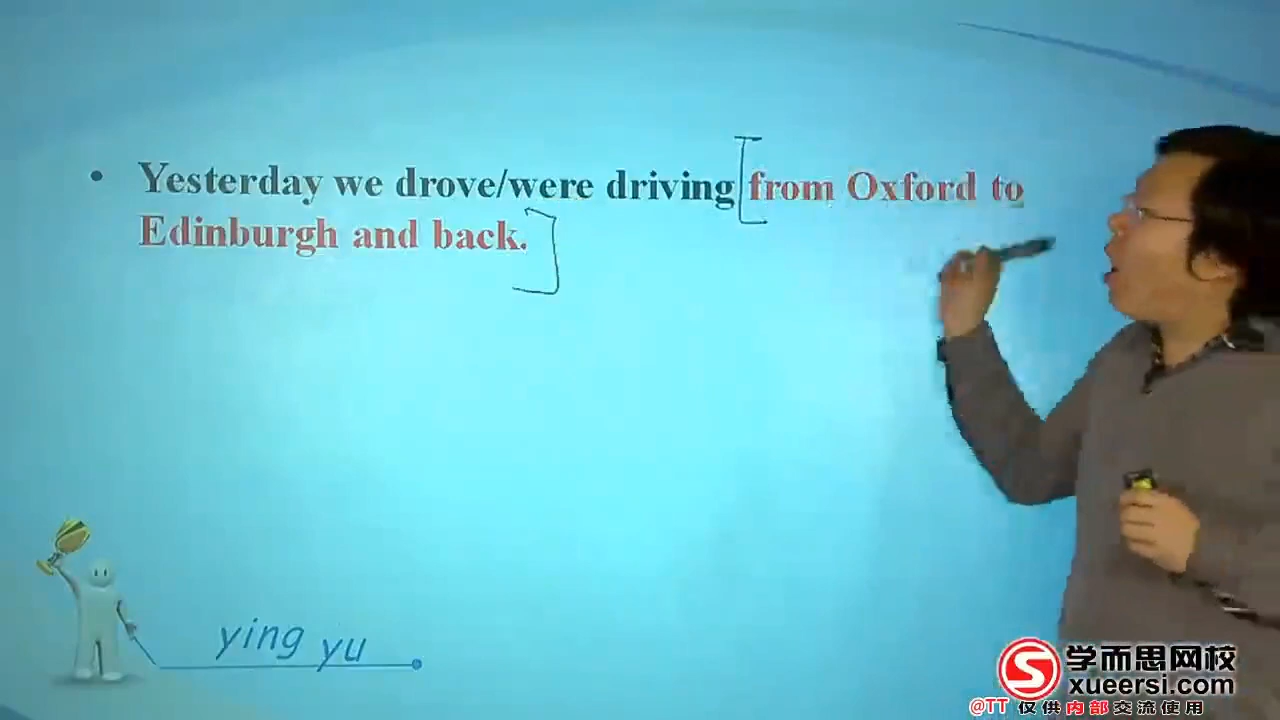 • Yesterday we drove/were driving from Oxford to
Edinburgh and back.
ying yu
学而思网校
xueersi.com
@TT 仅供内部交流使用